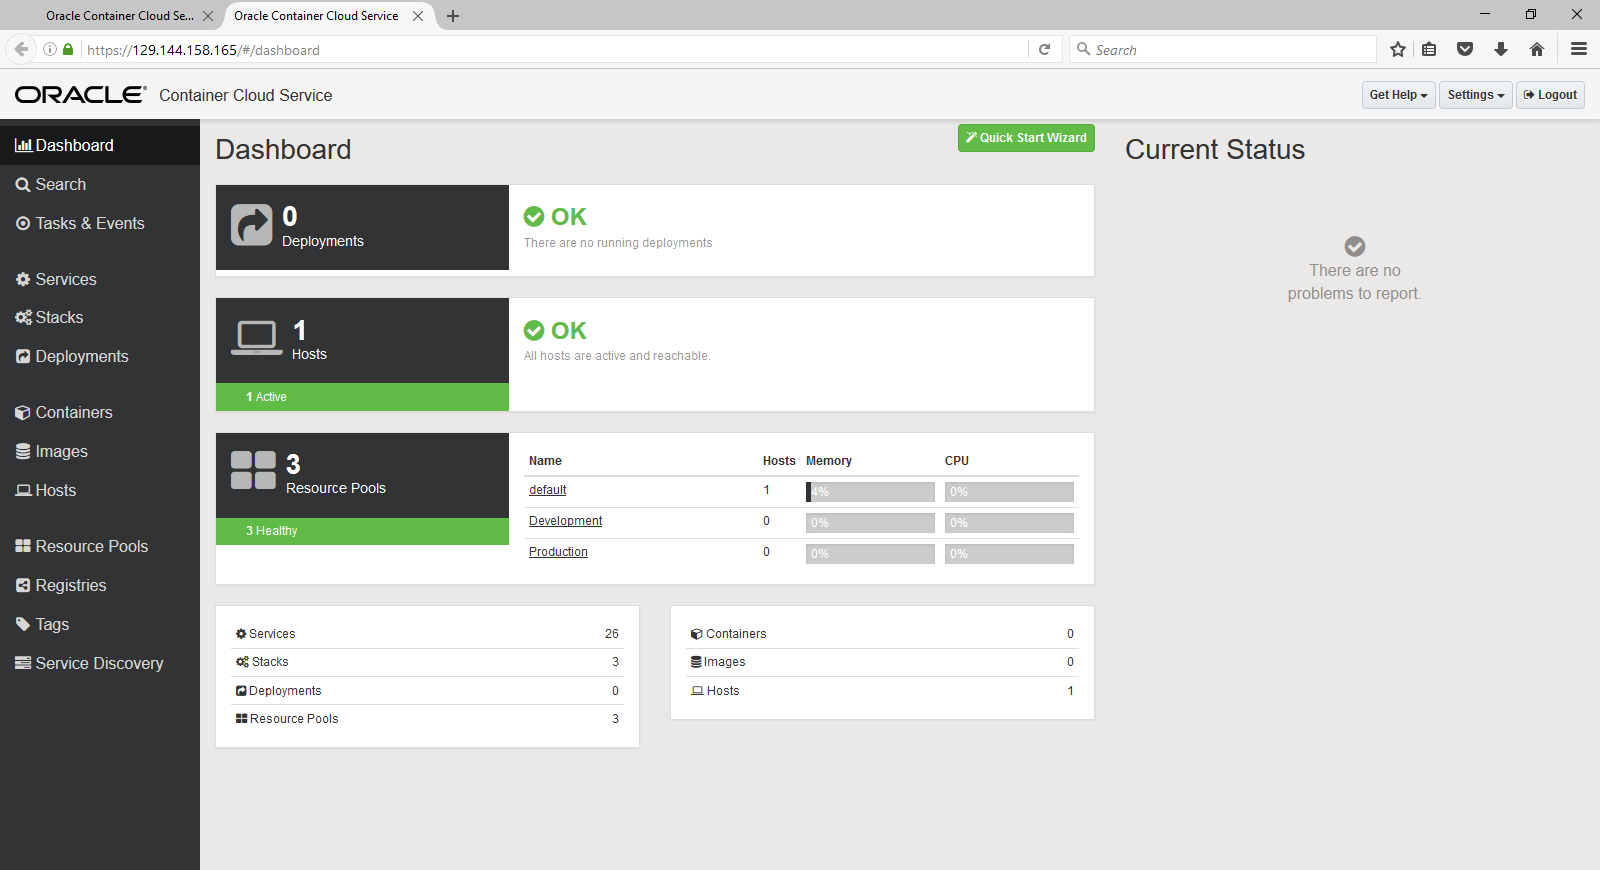 Oracle Container Cloud Se...
Oracle Container Cloud Service
https://129.144.158.165/#/dashboard
Search
ORACLE® Container Cloud Service
Get Help
Settings
Logout
Dashboard
Search
Tasks & Events
Services
Stacks
Deployments
Containers
Images
Hosts
Resource Pools
Registries
Tags
Service Discovery
Dashboard
Quick Start Wizard
0
Deployments
OK
There are no running deployments
1
Hosts
1 Active
OK
All hosts are active and reachable.
3
Resource Pools
3 Healthy
Name Hosts Memory CPU
default 1 4% 0%
Development 0 0% 0%
Production 0 0% 0%
Services 26
Stacks 3
Deployments 0
Resource Pools 3
Containers 0
Images 0
Hosts 1
Current Status
There are no
problems to report.